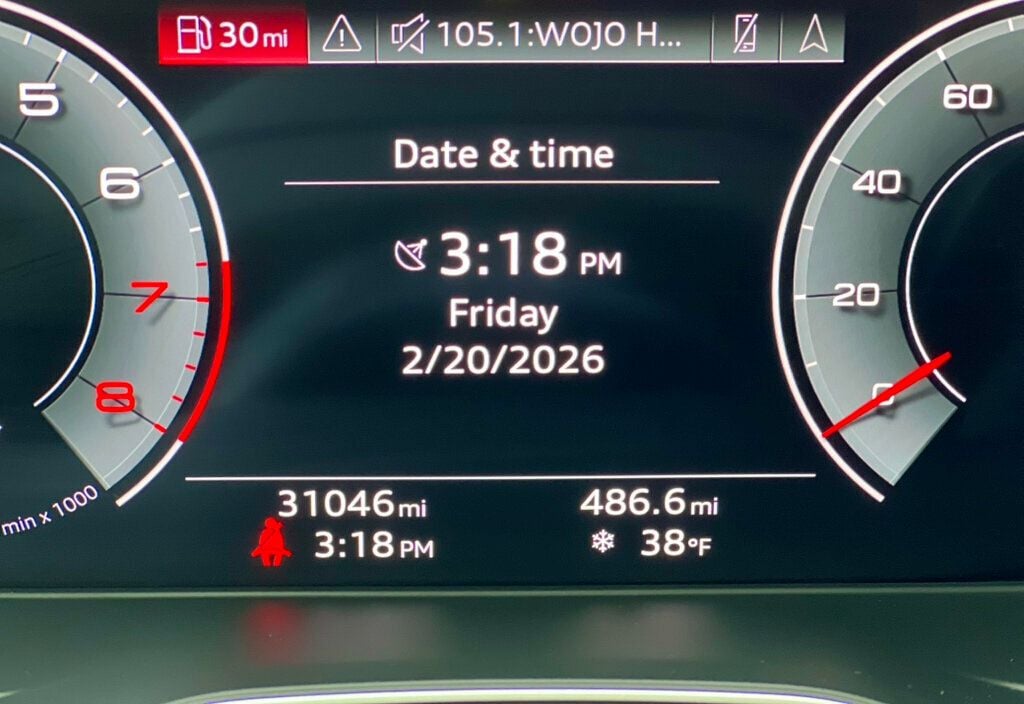 30 mi
105.1:WOJO H...
5
6
7
8
min x 1000
Date & time
3:18 PM
Friday
2/20/2026
60
40
20
0
31046 mi
486.6 mi
3:18 PM
38°F